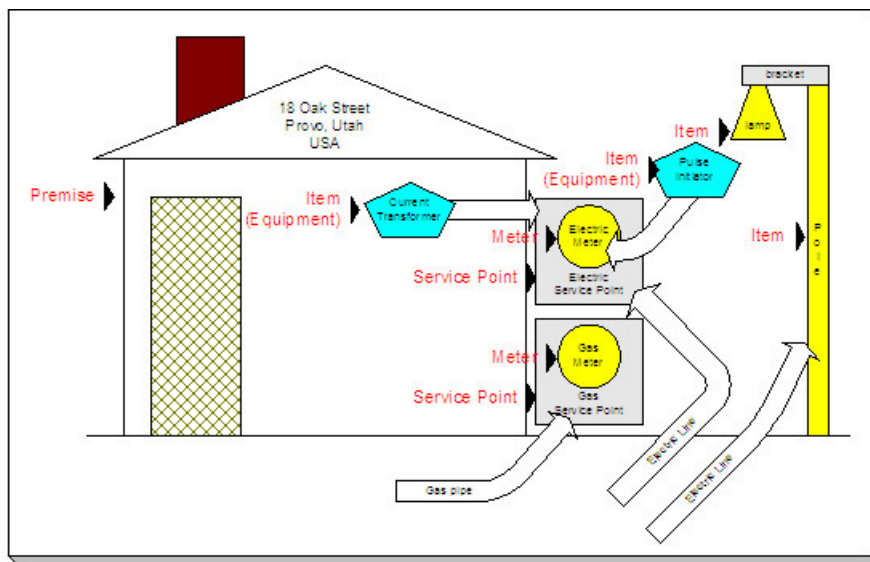 bracket
18 Oak Street
Provo, Utah
USA
lamp
Item
Item
(Equipment)
Pulse
Initiator
Premise
Item
(Equipment)
Current
Transformer
Meter
Electric
Meter
Item
Pole
Service Point
Electric
Service Point
Meter
Gas
Meter
Service Point
Gas
Service Point
Electric Line
Electric Line
Gas pipe